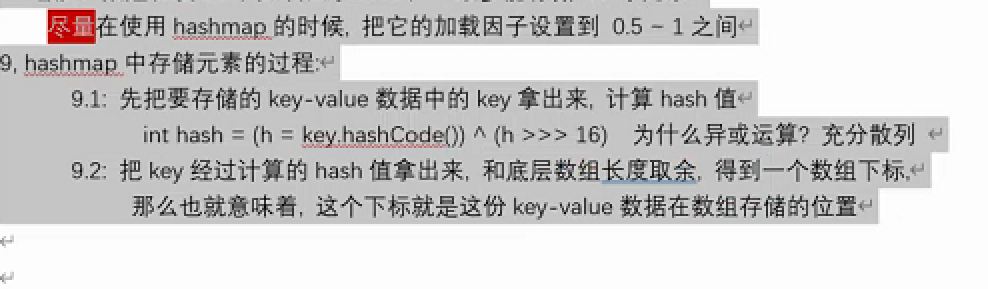 尽量在使用 hashmap 的时候, 把它的加载因子设置到 0.5 – 1 之间
9, hashmap 中存储元素的过程:
9.1: 先把要存储的 key-value 数据中的 key 拿出来, 计算 hash 值
int hash = (h = key.hashCode()) ^ (h >>> 16) 为什么异或运算? 充分散列
9.2: 把 key 经过计算的 hash 值拿出来, 和底层数组长度取余, 得到一个数组下标,
那么也就意味着, 这个下标就是这份 key-value 数据在数组存储的位置